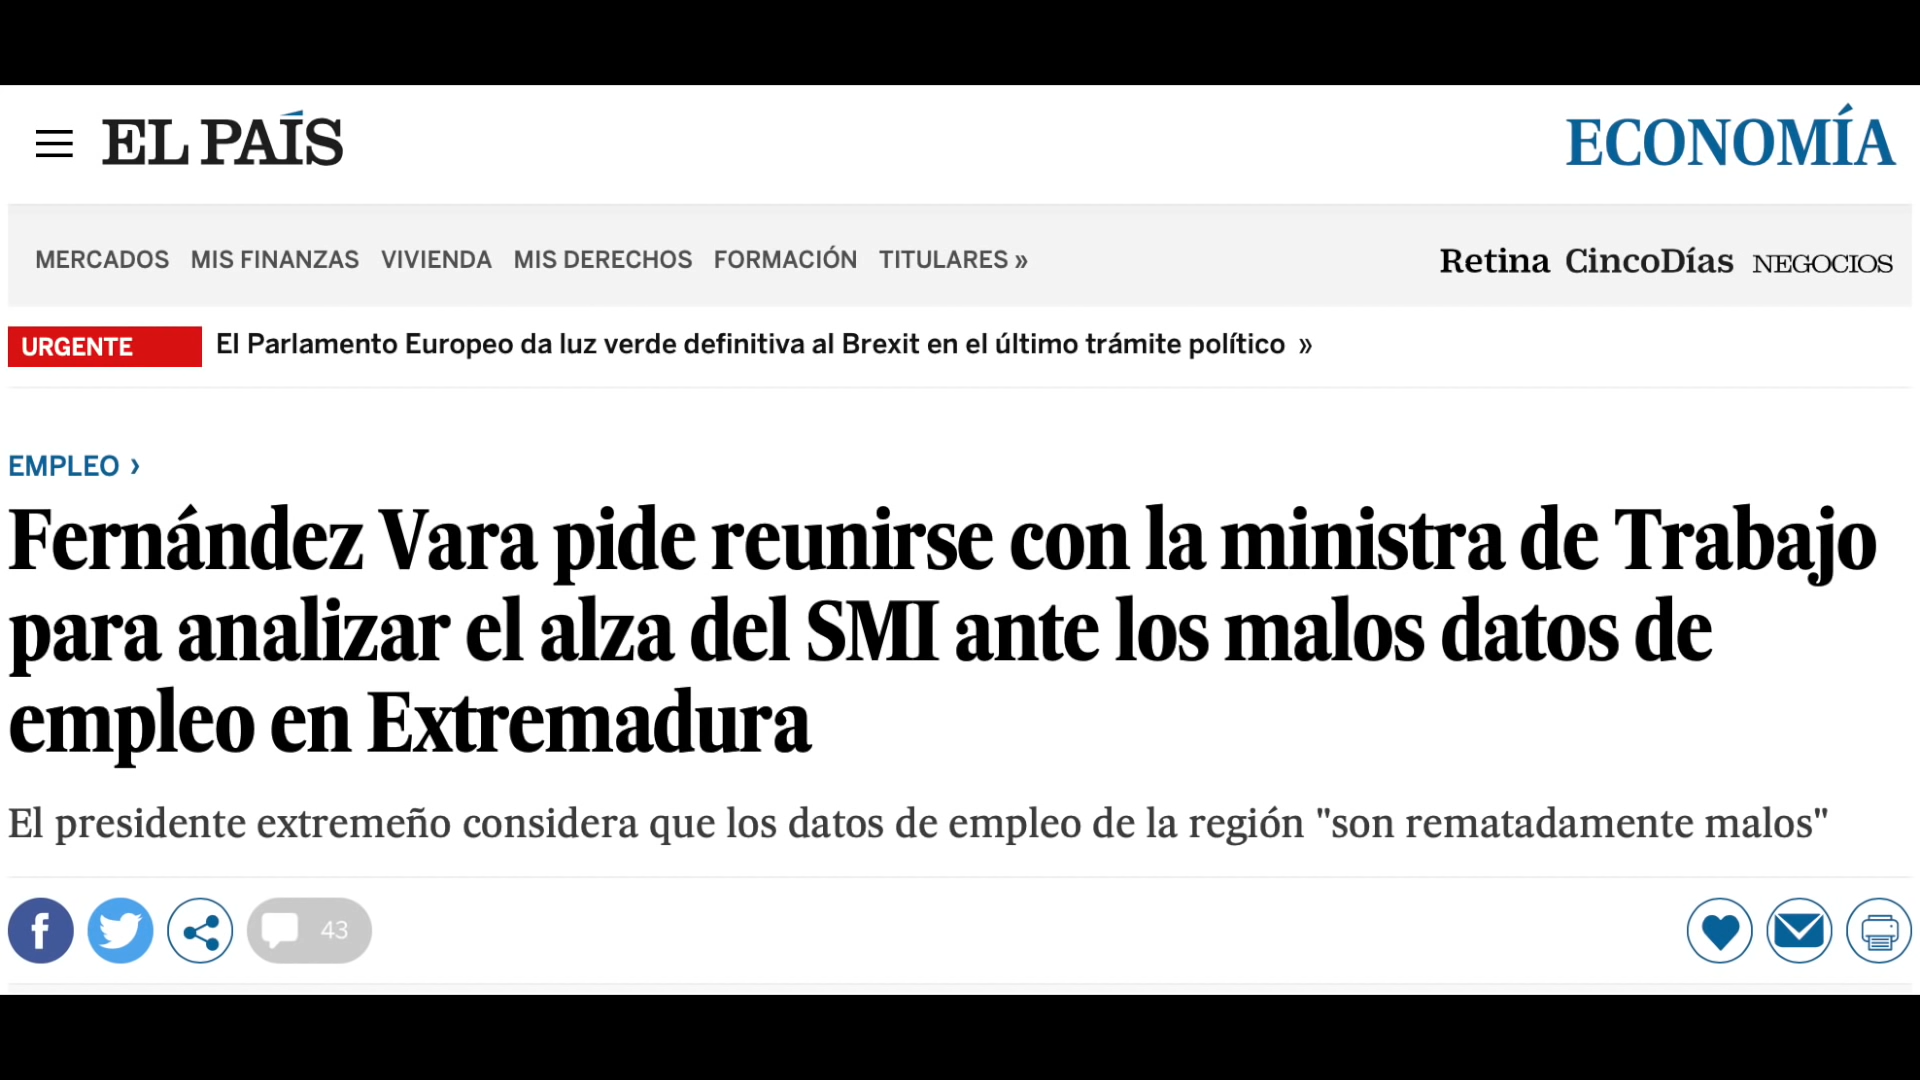 EL PAÍS
ECONOMÍA
MERCADOS MIS FINANZAS VIVIENDA MIS DERECHOS FORMACIÓN TITULARES »
Retina CincoDías NEGOCIOS
URGENTE El Parlamento Europeo da luz verde definitiva al Brexit en el último trámite político »
EMPLEO ›
Fernández Vara pide reunirse con la ministra de Trabajo
para analizar el alza del SMI ante los malos datos de
empleo en Extremadura
El presidente extremeño considera que los datos de empleo de la región "son rematadamente malos"
43